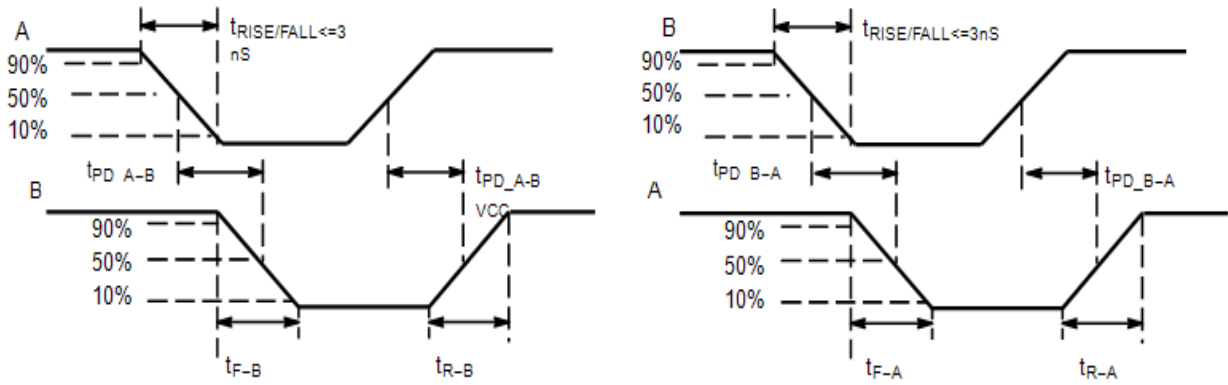 A
tRISE/FALL<=3
nS
90%
50%
10%
tPD A-B
tPD_A-B
VCC
B
90%
50%
10%
tF-B
tR-B
B
tRISE/FALL<=3nS
90%
50%
10%
tPD B-A
tPD_B-A
A
90%
50%
10%
tF-A
tR-A